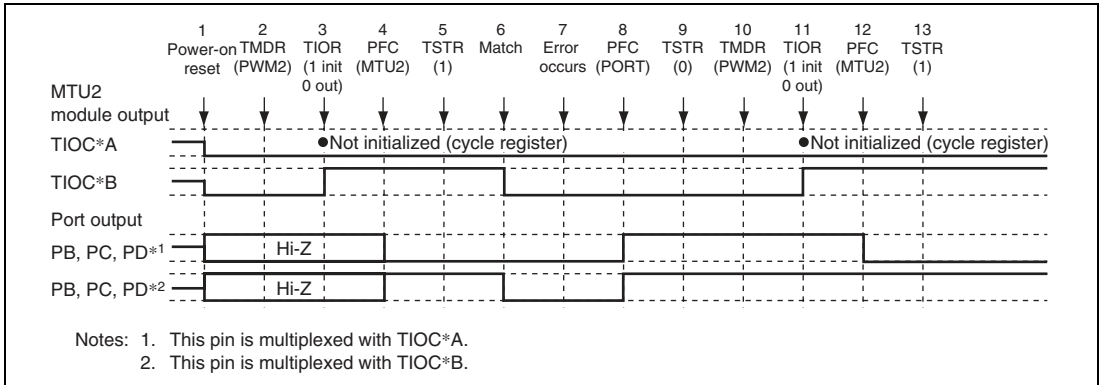 1 2 3 4 5 6 7 8 9 10 11 12 13
Power-on TMDR TIOR PFC TSTR Match Error PFC TSTR TMDR TIOR PFC TSTR
reset (PWM2) (1 init (MTU2) (1) occurs (PORT) (0) (PWM2) (1 init (MTU2) (1)
0 out) 0 out)
MTU2
module output
TIOC*A ●Not initialized (cycle register) ●Not initialized (cycle register)
TIOC*B
Port output
PB, PC, PD*1 Hi-Z
PB, PC, PD*2 Hi-Z
Notes: 1. This pin is multiplexed with TIOC*A.
2. This pin is multiplexed with TIOC*B.